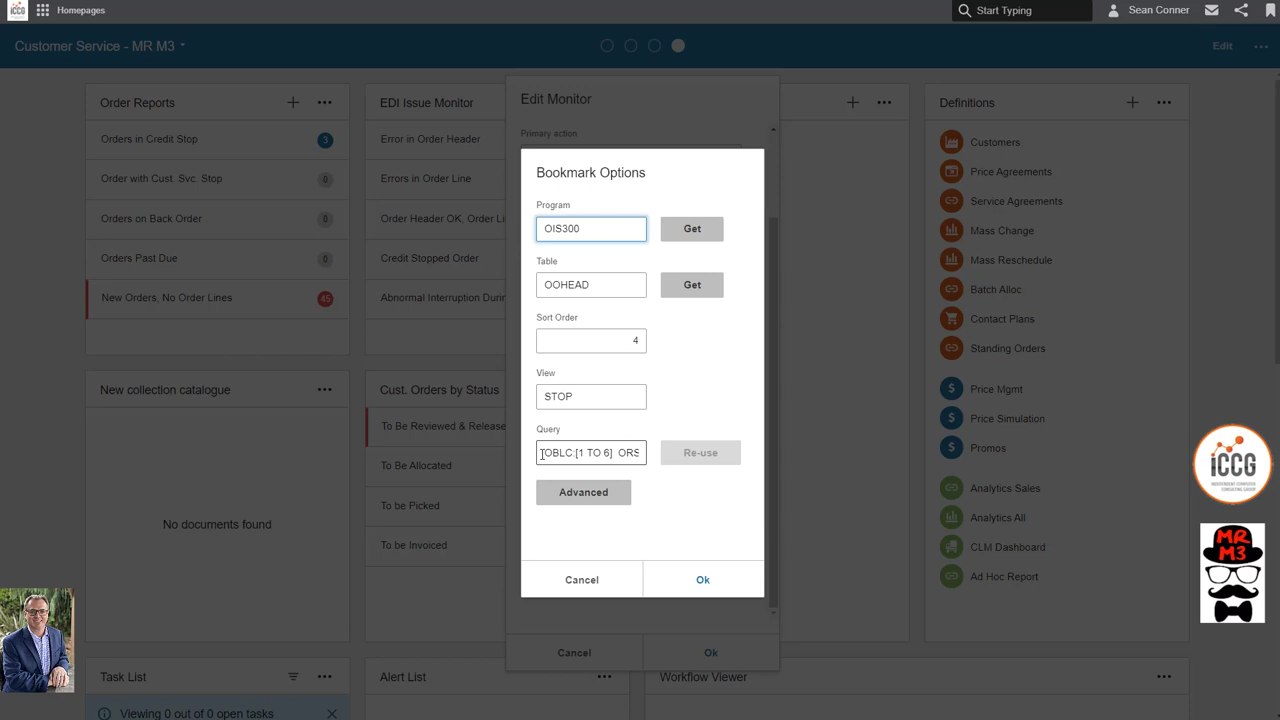 iCCG
Homepages
Start Typing
Sean Conner
Customer Service - MR M3
Edit
Order Reports
Orders in Credit Stop
3
Order with Cust. Svc. Stop
0
Orders on Back Order
0
Orders Past Due
0
New Orders, No Order Lines
45
EDI Issue Monitor
Error in Order Header
Errors in Order Line
Order Header OK, Order Li
Credit Stopped Order
Abnormal Interruption Durin
Edit Monitor
Primary action
Bookmark Options
Program
OIS300
Get
Table
OOHEAD
Get
Sort Order
4
View
STOP
Query
OBLC:[1 TO 6] ORS
Re-use
Advanced
Cancel
Ok
Cancel
Ok
Definitions
Customers
Price Agreements
Service Agreements
Mass Change
Mass Reschedule
Batch Alloc
Contact Plans
Standing Orders
Price Mgmt
Price Simulation
Promos
Analytics Sales
Analytics All
CLM Dashboard
Ad Hoc Report
New collection catalogue
No documents found
Cust. Orders by Status
To Be Reviewed & Release
To Be Allocated
To be Picked
To be Invoiced
Task List
Viewing 0 out of 0 open tasks
Alert List
Workflow Viewer
iCCG
INDEPENDENT COMPUTER
CONSULTING GROUP
MR
M3